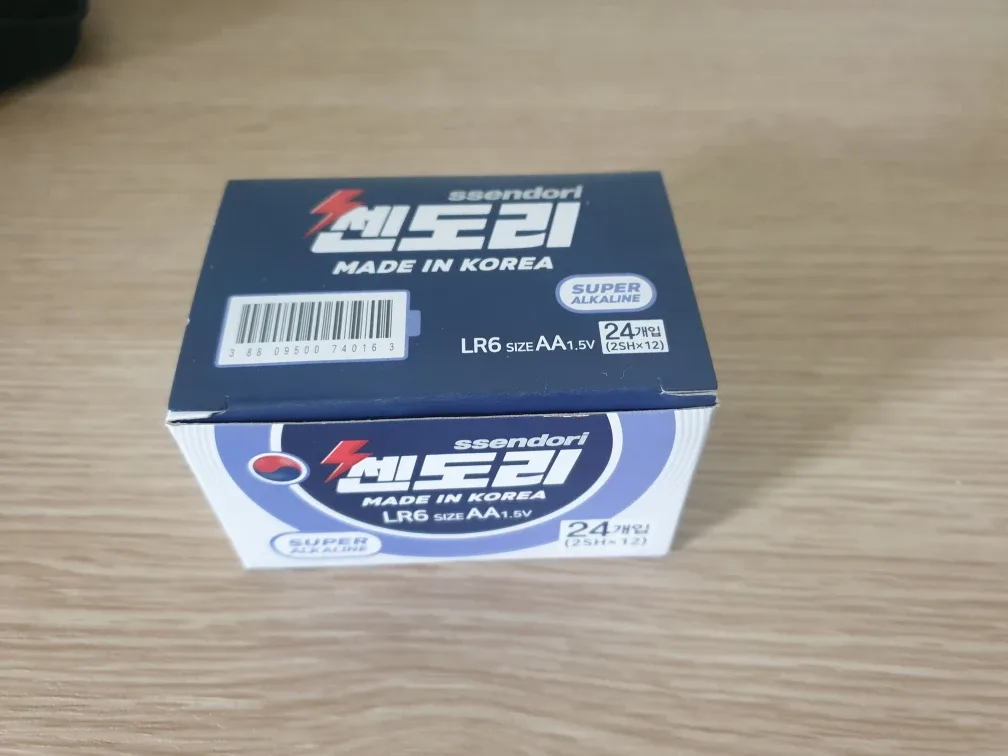 ssendori
센도리
MADE IN KOREA
SUPER
ALKALINE
3 88 09500 74016 3
LR6 SIZE AA 1.5V
24개입
(2SH×12)
ssendori
센도리
MADE IN KOREA
LR6 SIZE AA 1.5V
SUPER
ALKALINE
24개입
(2SH×12)